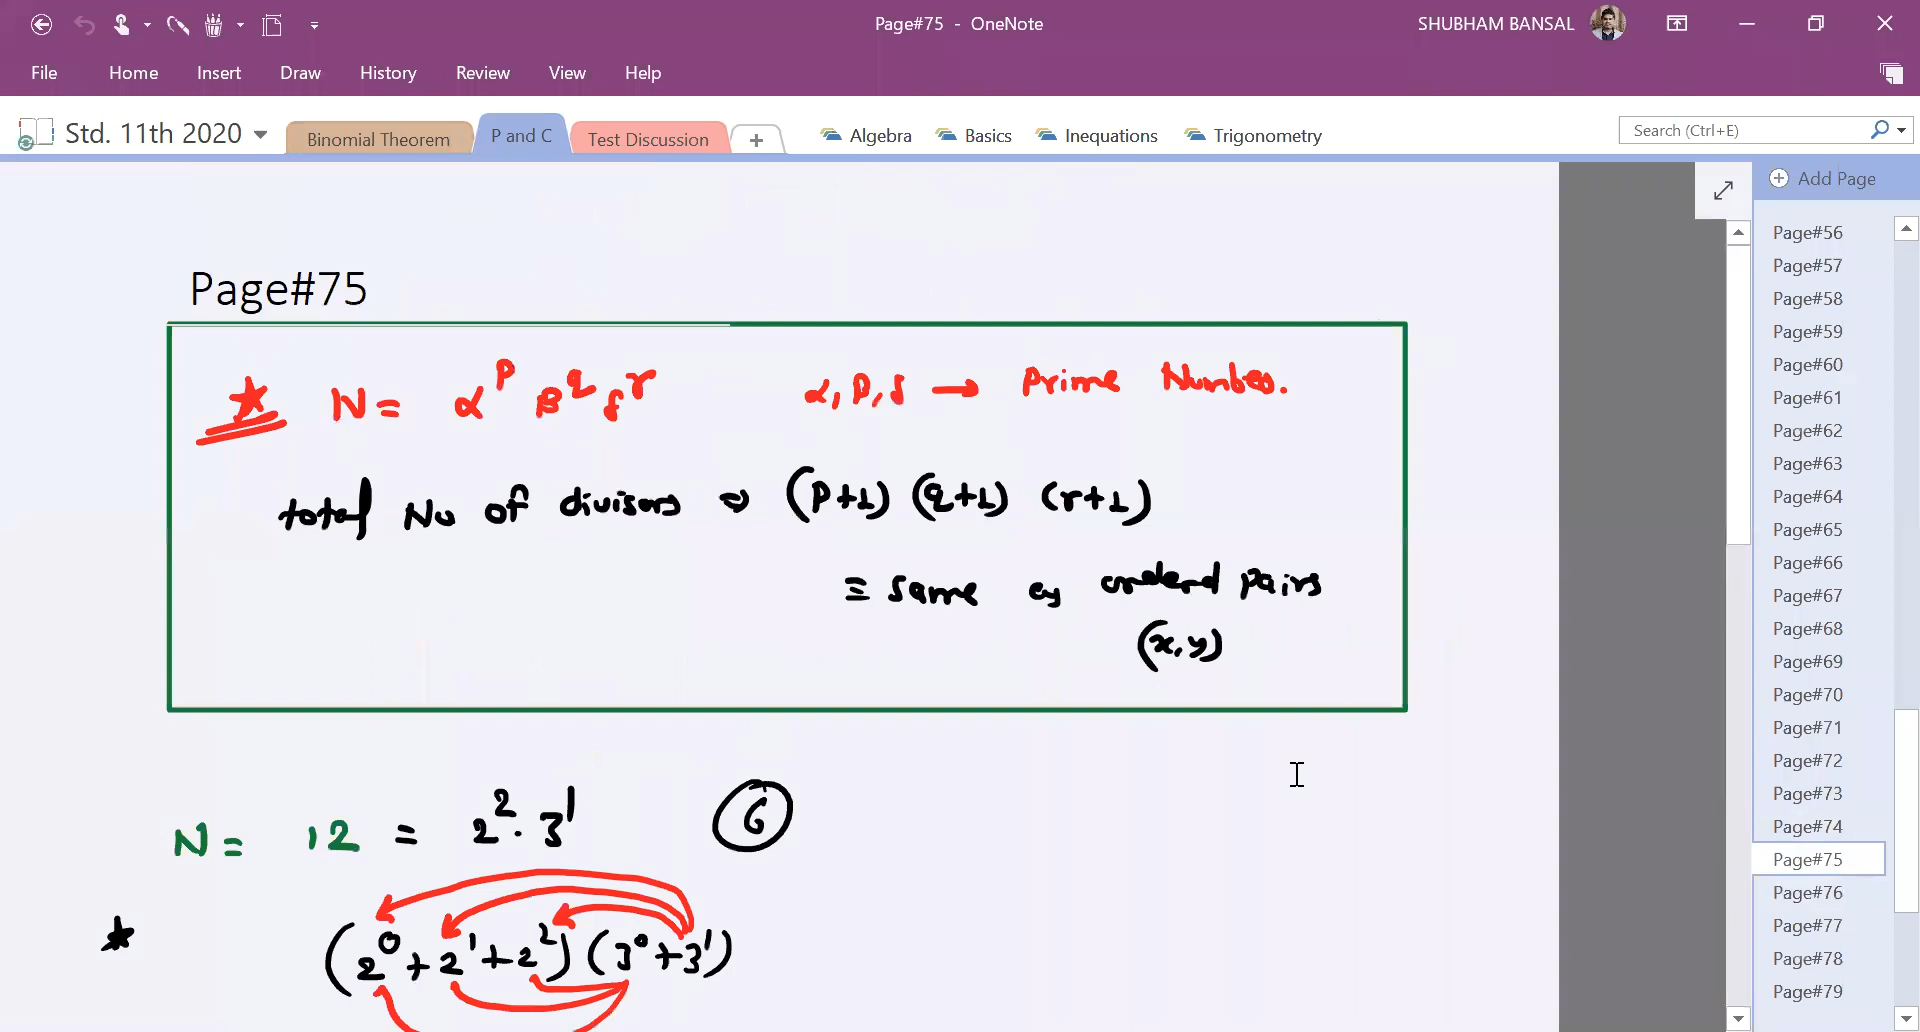 Page#75 - OneNote
SHUBHAM BANSAL
File Home Insert Draw History Review View Help
Std. 11th 2020
Binomial Theorem
P and C
Test Discussion
Algebra
Basics
Inequations
Trigonometry
Search (Ctrl+E)
Add Page
Page#75
N = α^p β^q δ^r α, β, δ → Prime Number.
total No of divisors ⇒ (p+1) (q+1) (r+1)
= same as ordered pairs
(x, y)
N = 12 = 2^2 · 3^1 6
(2^0 + 2^1 + 2^2) (3^0 + 3^1)
Page#56
Page#57
Page#58
Page#59
Page#60
Page#61
Page#62
Page#63
Page#64
Page#65
Page#66
Page#67
Page#68
Page#69
Page#70
Page#71
Page#72
Page#73
Page#74
Page#75
Page#76
Page#77
Page#78
Page#79